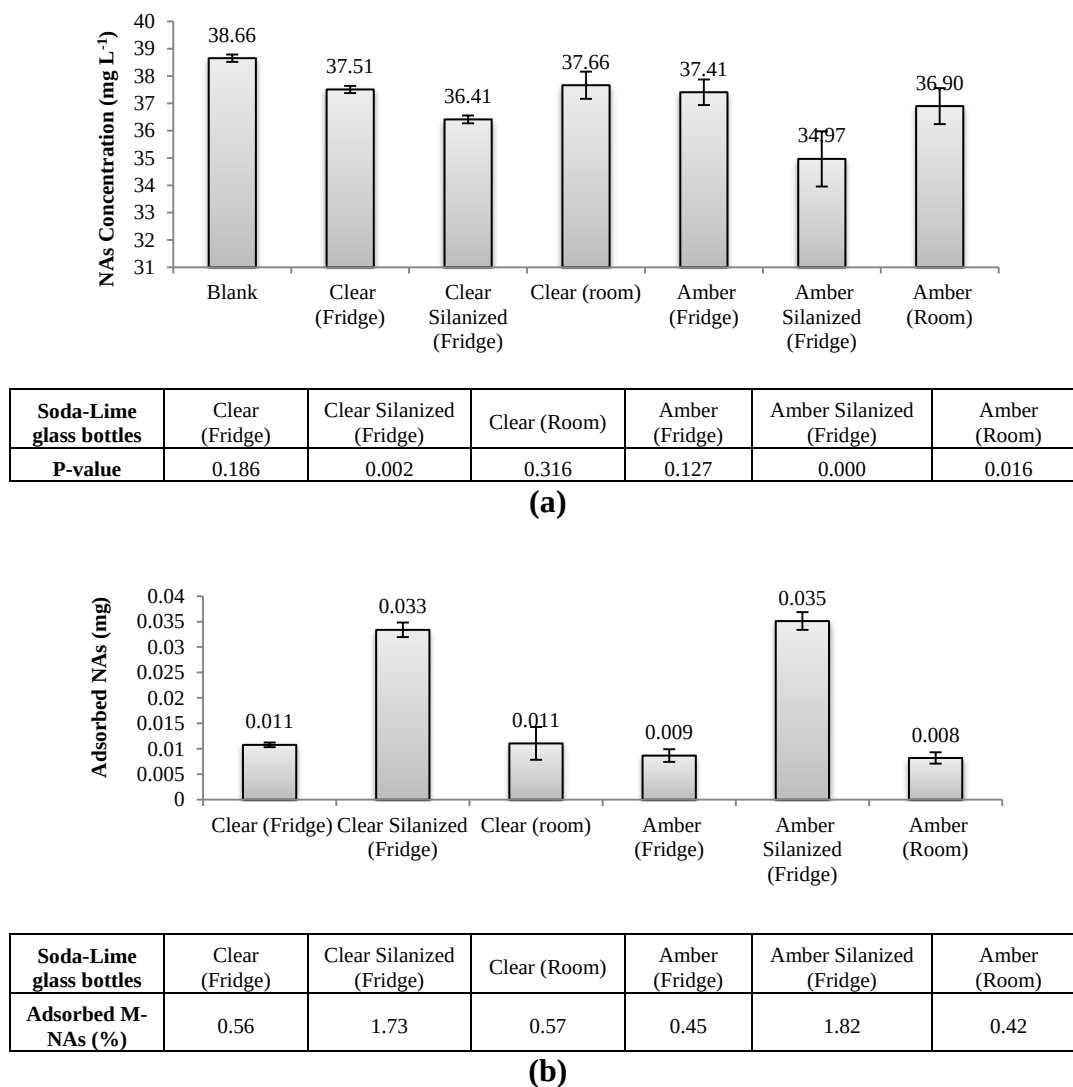 NAs Concentration (mg L-1)
40
39
38
37
36
35
34
33
32
31
38.66
37.51
36.41
37.66
37.41
34.97
36.90
Blank
Clear
(Fridge)
Clear
Silanized
(Fridge)
Clear (room)
Amber
(Fridge)
Amber
Silanized
(Fridge)
Amber
(Room)
Soda-Lime
glass bottles
Clear
(Fridge)
Clear Silanized
(Fridge)
Clear (Room)
Amber
(Fridge)
Amber Silanized
(Fridge)
Amber
(Room)
P-value 0.186 0.002 0.316 0.127 0.000 0.016
(a)
Adsorbed NAs (mg)
0.04
0.035
0.03
0.025
0.02
0.015
0.01
0.005
0
0.011
0.033
0.011
0.009
0.035
0.008
Clear (Fridge)
Clear Silanized
(Fridge)
Clear (room)
Amber
(Fridge)
Amber
Silanized
(Fridge)
Amber
(Room)
Soda-Lime
glass bottles
Clear
(Fridge)
Clear Silanized
(Fridge)
Clear (Room)
Amber
(Fridge)
Amber Silanized
(Fridge)
Amber
(Room)
Adsorbed M-
NAs (%)
0.56 1.73 0.57 0.45 1.82 0.42
(b)